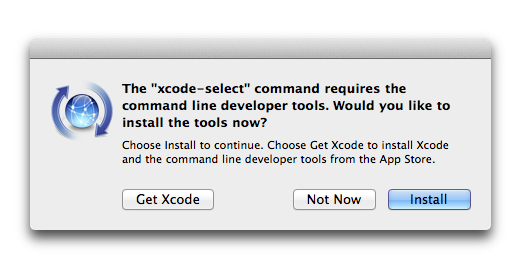 The "xcode-select" command requires the
command line developer tools. Would you like to
install the tools now?
Choose Install to continue. Choose Get Xcode to install Xcode
and the command line developer tools from the App Store.
Get Xcode
Not Now
Install